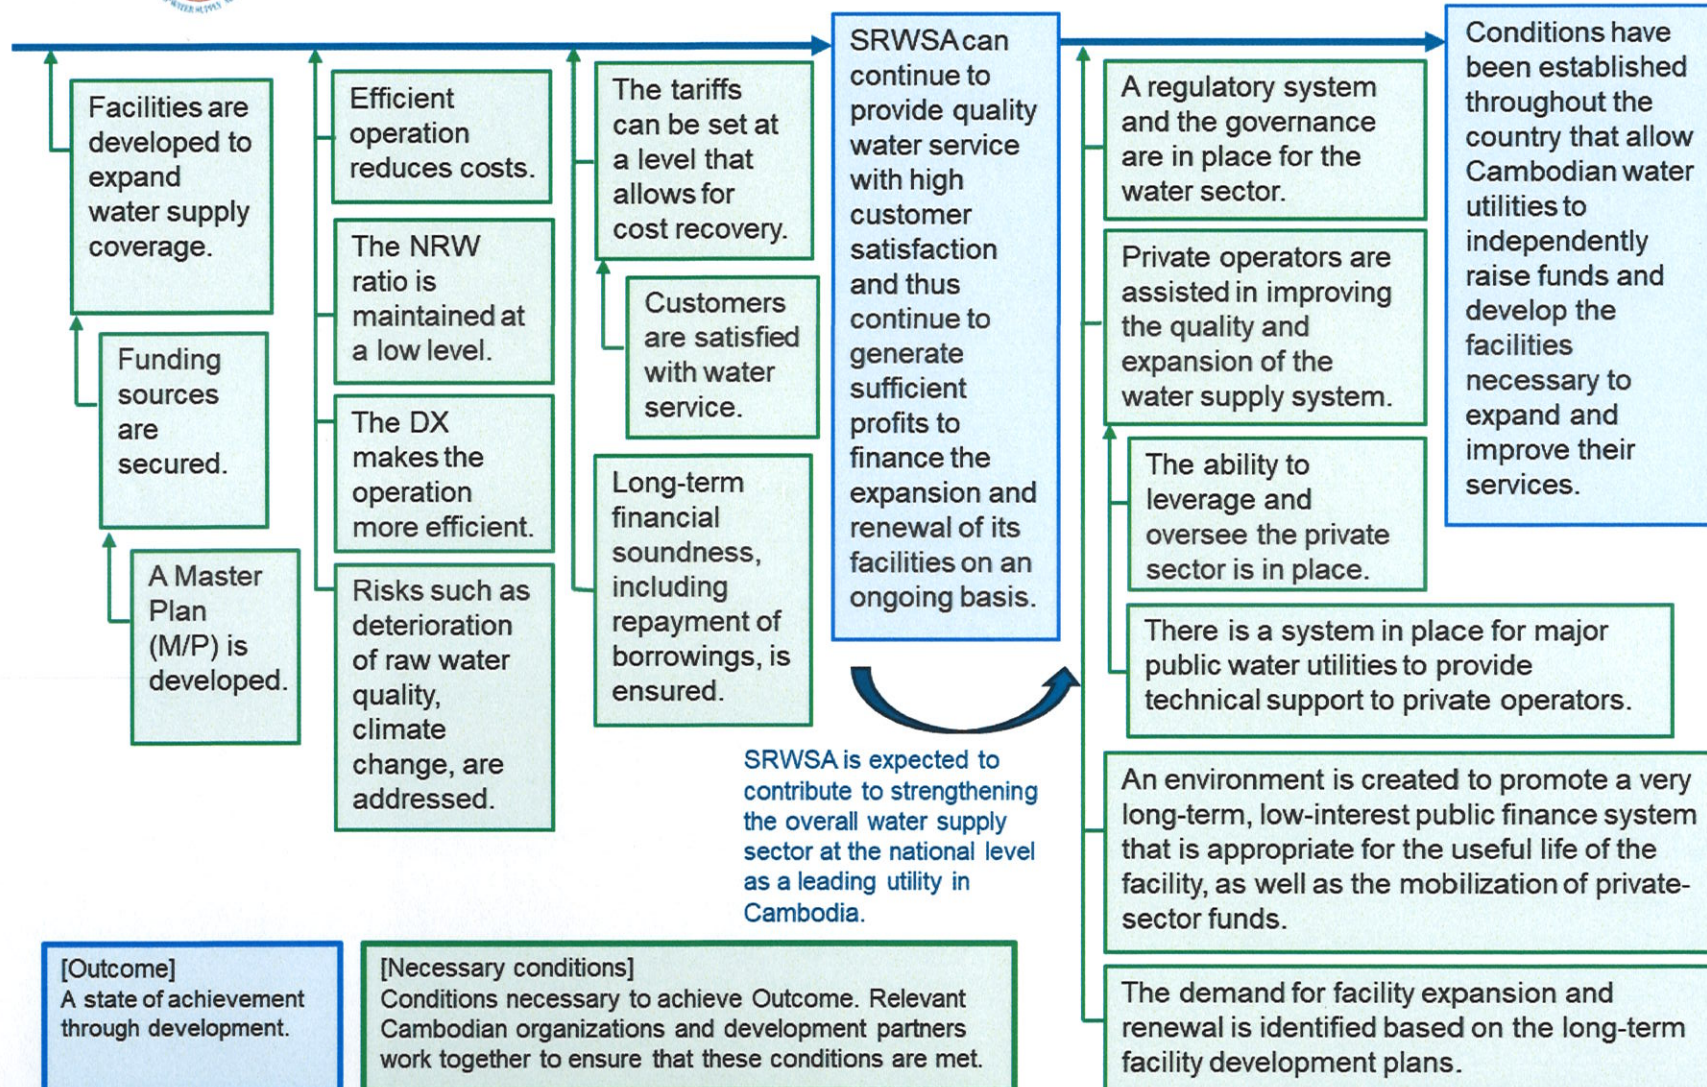 WATER SUPPLY
Facilities are
developed to
expand
water supply
coverage.
Funding
sources
are
secured.
A Master
Plan
(M/P) is
developed.
Efficient
operation
reduces costs.
The NRW
ratio is
maintained at
a low level.
The DX
makes the
operation
more efficient.
Risks such as
deterioration
of raw water
quality,
climate
change, are
addressed.
The tariffs
can be set at
a level that
allows for
cost recovery.
Customers
are satisfied
with water
service.
Long-term
financial
soundness,
including
repayment of
borrowings, is
ensured.
SRWSA can
continue to
provide quality
water service
with high
customer
satisfaction
and thus
continue to
generate
sufficient
profits to
finance the
expansion and
renewal of its
facilities on an
ongoing basis.
SRWSA is expected to
contribute to strengthening
the overall water supply
sector at the national level
as a leading utility in
Cambodia.
A regulatory system
and the governance
are in place for the
water sector.
Private operators are
assisted in improving
the quality and
expansion of the
water supply system.
The ability to
leverage and
oversee the private
sector is in place.
There is a system in place for major
public water utilities to provide
technical support to private operators.
An environment is created to promote a very
long-term, low-interest public finance system
that is appropriate for the useful life of the
facility, as well as the mobilization of private-
sector funds.
The demand for facility expansion and
renewal is identified based on the long-term
facility development plans.
Conditions have
been established
throughout the
country that allow
Cambodian water
utilities to
independently
raise funds and
develop the
facilities
necessary to
expand and
improve their
services.
[Outcome]
A state of achievement
through development.
[Necessary conditions]
Conditions necessary to achieve Outcome. Relevant
Cambodian organizations and development partners
work together to ensure that these conditions are met.